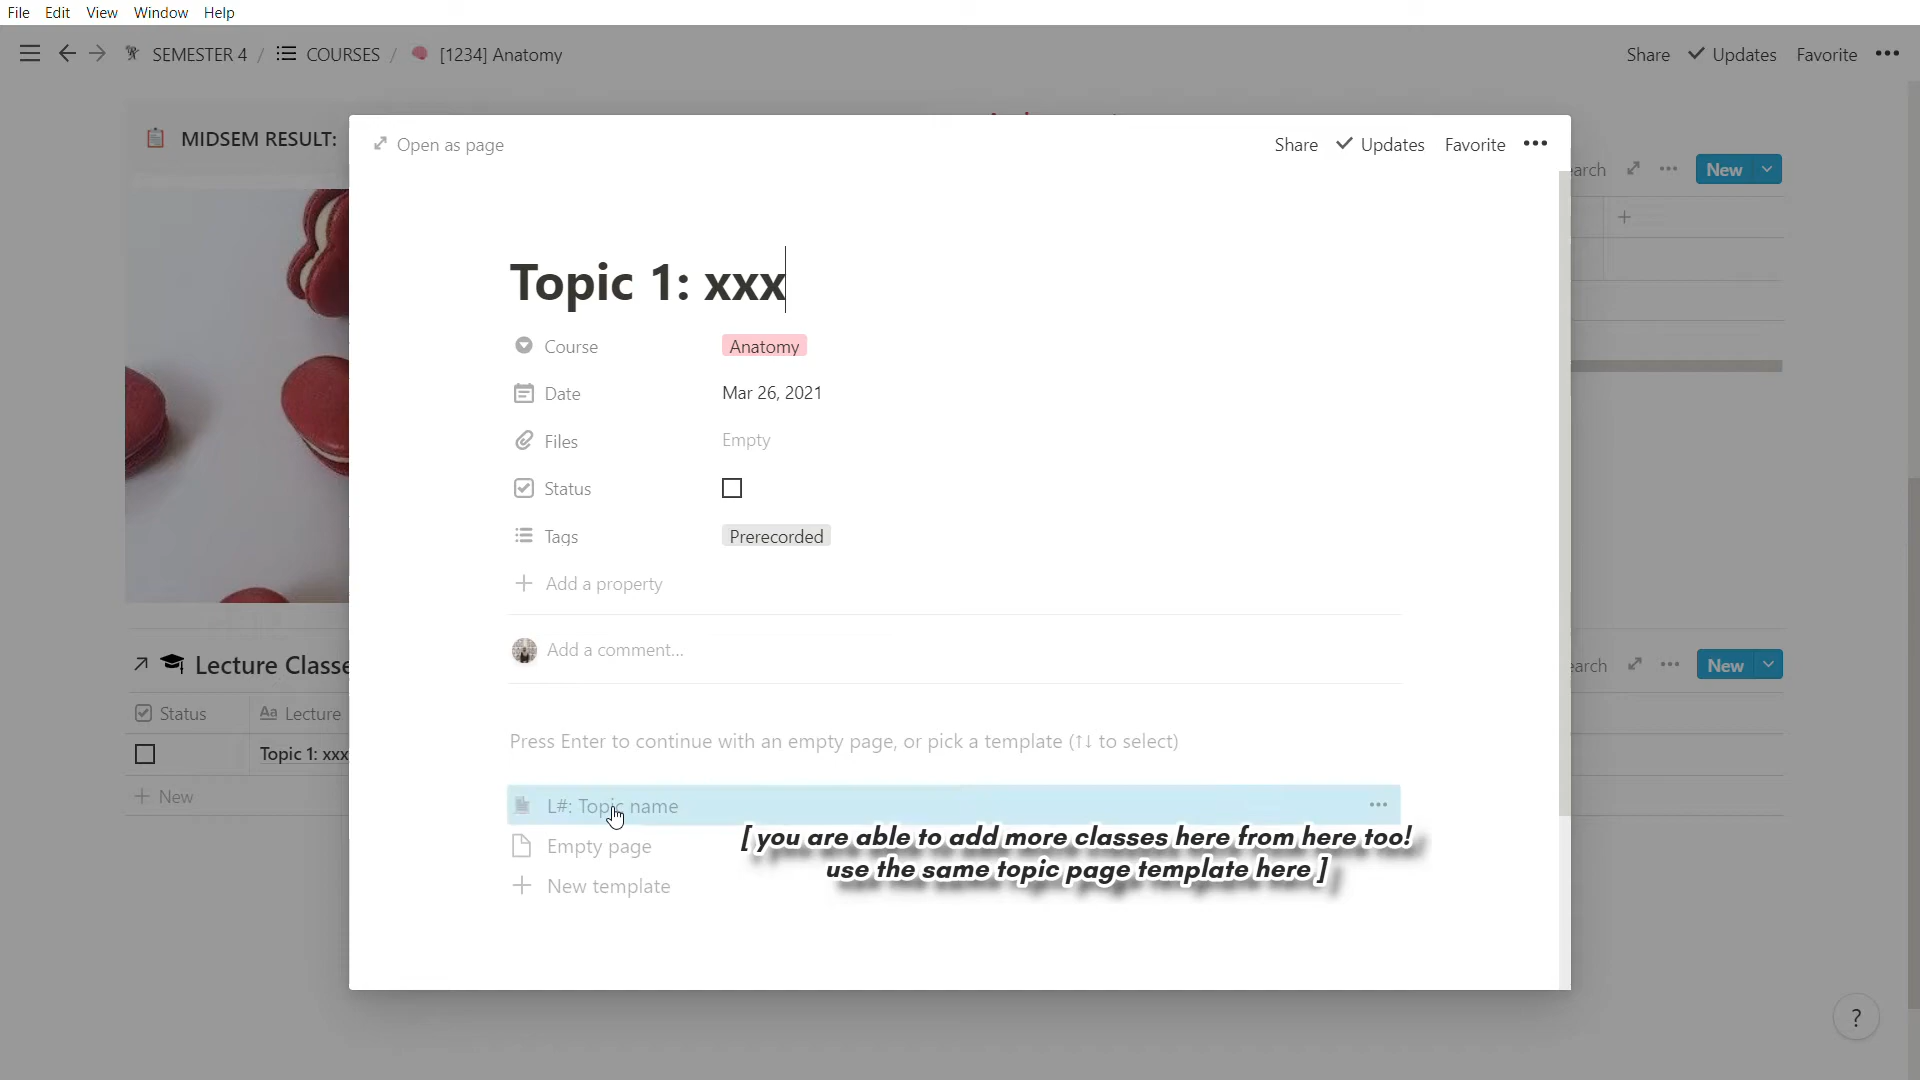 File Edit View Window Help
SEMESTER 4 / COURSES / [1234] Anatomy
Share Updates Favorite
MIDSEM RESULT:
Open as page
Share Updates Favorite
earch New
Topic 1: xxx
Course Anatomy
Date Mar 26, 2021
Files Empty
Status
Tags Prerecorded
Add a property
Add a comment...
Lecture Classe
earch New
Status Aa Lecture
Topic 1: xxx
New
Press Enter to continue with an empty page, or pick a template (↑↓ to select)
L#: Topic name
[ you are able to add more classes here from here too!
use the same topic page template here ]
Empty page
New template
?